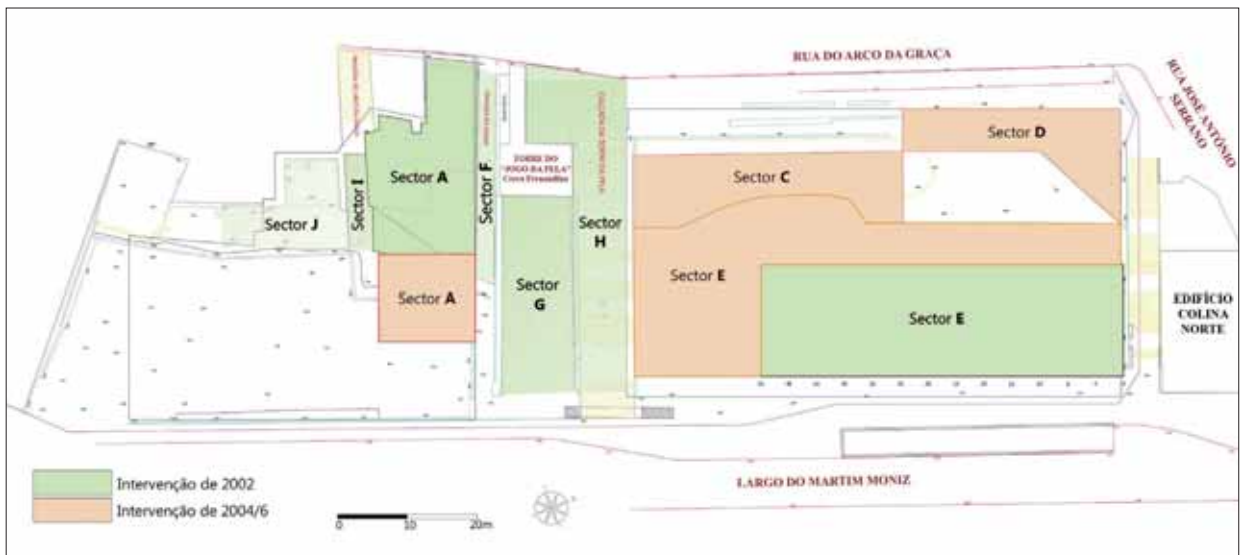 RUA DO ARCO DA GRAÇA
RUA JOSÉ ANTÓNIO
SERRANO
Sector D
TORRE DO
"JOGO DA PELA"
Cerca Fernandina
Sector A
Sector F
Sector I
Sector C
Sector J
Sector
H
Sector A
Sector
G
Sector E
Sector E
EDIFÍCIO
COLINA
NORTE
LARGO DO MARTIM MONIZ
Intervenção de 2002
Intervenção de 2004/6
0
10
20m